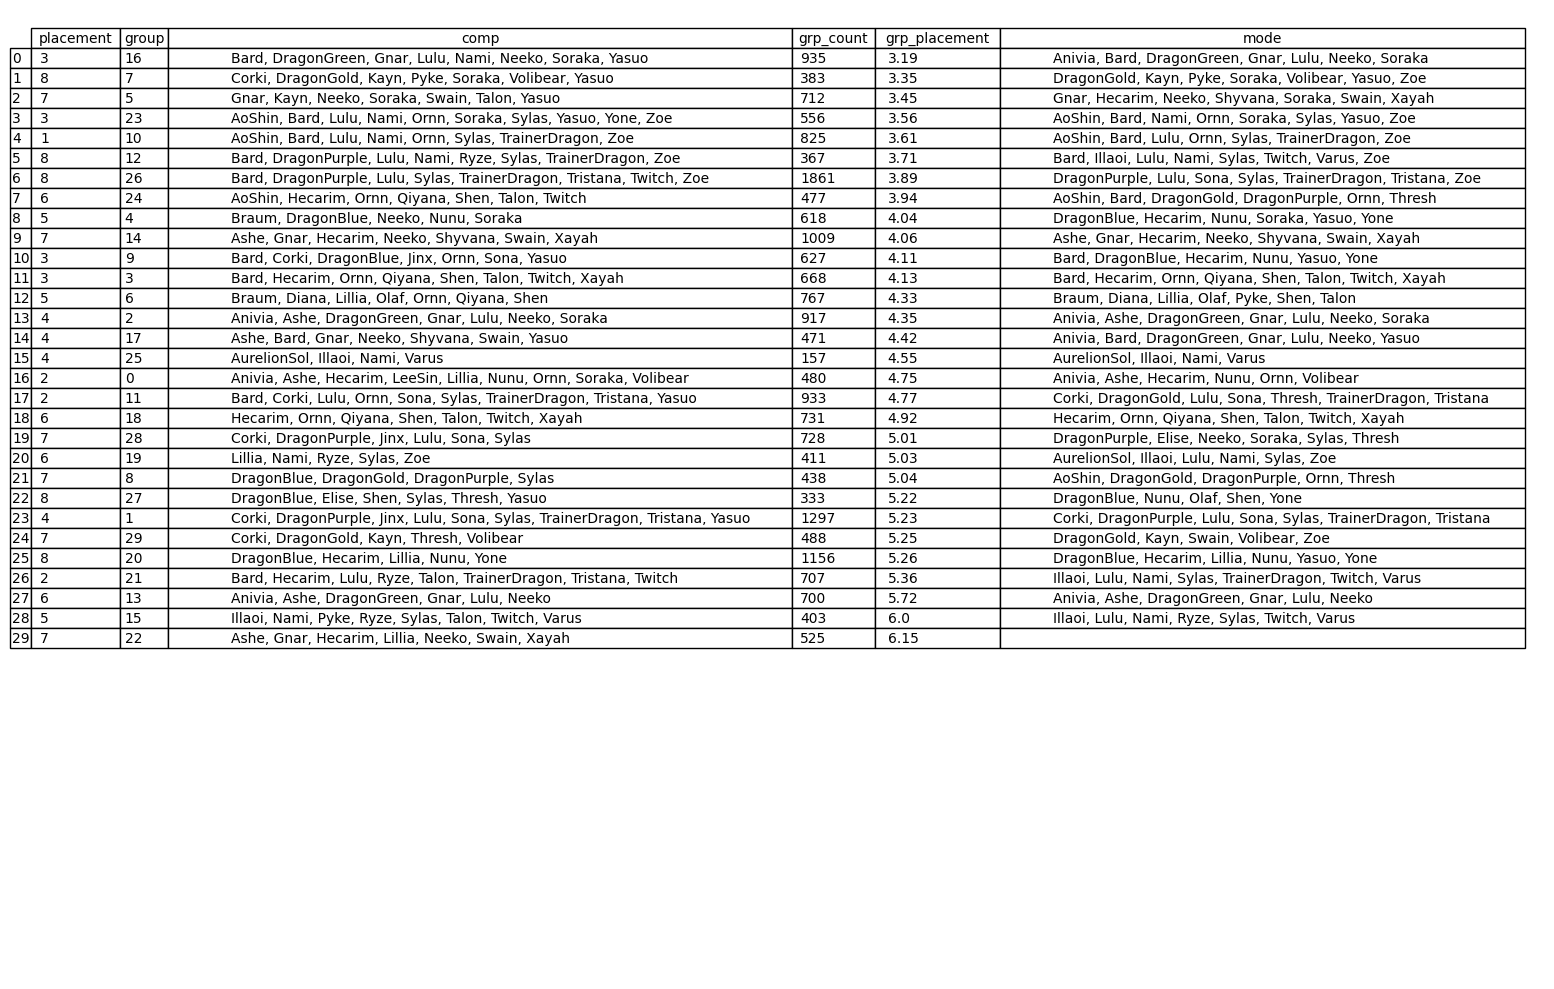 placement group comp grp_count grp_placement mode
0 3 16 Bard, DragonGreen, Gnar, Lulu, Nami, Neeko, Soraka, Yasuo 935 3.19 Anivia, Bard, DragonGreen, Gnar, Lulu, Neeko, Soraka
1 8 7 Corki, DragonGold, Kayn, Pyke, Soraka, Volibear, Yasuo 383 3.35 DragonGold, Kayn, Pyke, Soraka, Volibear, Yasuo, Zoe
2 7 5 Gnar, Kayn, Neeko, Soraka, Swain, Talon, Yasuo 712 3.45 Gnar, Hecarim, Neeko, Shyvana, Soraka, Swain, Xayah
3 3 23 AoShin, Bard, Lulu, Nami, Ornn, Soraka, Sylas, Yasuo, Yone, Zoe 556 3.56 AoShin, Bard, Nami, Ornn, Soraka, Sylas, Yasuo, Zoe
4 1 10 AoShin, Bard, Lulu, Nami, Ornn, Sylas, TrainerDragon, Zoe 825 3.61 AoShin, Bard, Lulu, Ornn, Sylas, TrainerDragon, Zoe
5 8 12 Bard, DragonPurple, Lulu, Nami, Ryze, Sylas, TrainerDragon, Zoe 367 3.71 Bard, Illaoi, Lulu, Nami, Sylas, Twitch, Varus, Zoe
6 8 26 Bard, DragonPurple, Lulu, Sylas, TrainerDragon, Tristana, Twitch, Zoe 1861 3.89 DragonPurple, Lulu, Sona, Sylas, TrainerDragon, Tristana, Zoe
7 6 24 AoShin, Hecarim, Ornn, Qiyana, Shen, Talon, Twitch 477 3.94 AoShin, Bard, DragonGold, DragonPurple, Ornn, Thresh
8 5 4 Braum, DragonBlue, Neeko, Nunu, Soraka 618 4.04 DragonBlue, Hecarim, Nunu, Soraka, Yasuo, Yone
9 7 14 Ashe, Gnar, Hecarim, Neeko, Shyvana, Swain, Xayah 1009 4.06 Ashe, Gnar, Hecarim, Neeko, Shyvana, Swain, Xayah
10 3 9 Bard, Corki, DragonBlue, Jinx, Ornn, Sona, Yasuo 627 4.11 Bard, DragonBlue, Hecarim, Nunu, Yasuo, Yone
11 3 3 Bard, Hecarim, Ornn, Qiyana, Shen, Talon, Twitch, Xayah 668 4.13 Bard, Hecarim, Ornn, Qiyana, Shen, Talon, Twitch, Xayah
12 5 6 Braum, Diana, Lillia, Olaf, Ornn, Qiyana, Shen 767 4.33 Braum, Diana, Lillia, Olaf, Pyke, Shen, Talon
13 4 2 Anivia, Ashe, DragonGreen, Gnar, Lulu, Neeko, Soraka 917 4.35 Anivia, Ashe, DragonGreen, Gnar, Lulu, Neeko, Soraka
14 4 17 Ashe, Bard, Gnar, Neeko, Shyvana, Swain, Yasuo 471 4.42 Anivia, Bard, DragonGreen, Gnar, Lulu, Neeko, Yasuo
15 4 25 AurelionSol, Illaoi, Nami, Varus 157 4.55 AurelionSol, Illaoi, Nami, Varus
16 2 0 Anivia, Ashe, Hecarim, LeeSin, Lillia, Nunu, Ornn, Soraka, Volibear 480 4.75 Anivia, Ashe, Hecarim, Nunu, Ornn, Volibear
17 2 11 Bard, Corki, Lulu, Ornn, Sona, Sylas, TrainerDragon, Tristana, Yasuo 933 4.77 Corki, DragonGold, Lulu, Sona, Thresh, TrainerDragon, Tristana
18 6 18 Hecarim, Ornn, Qiyana, Shen, Talon, Twitch, Xayah 731 4.92 Hecarim, Ornn, Qiyana, Shen, Talon, Twitch, Xayah
19 7 28 Corki, DragonPurple, Jinx, Lulu, Sona, Sylas 728 5.01 DragonPurple, Elise, Neeko, Soraka, Sylas, Thresh
20 6 19 Lillia, Nami, Ryze, Sylas, Zoe 411 5.03 AurelionSol, Illaoi, Lulu, Nami, Sylas, Zoe
21 7 8 DragonBlue, DragonGold, DragonPurple, Sylas 438 5.04 AoShin, DragonGold, DragonPurple, Ornn, Thresh
22 8 27 DragonBlue, Elise, Shen, Sylas, Thresh, Yasuo 333 5.22 DragonBlue, Nunu, Olaf, Shen, Yone
23 4 1 Corki, DragonPurple, Jinx, Lulu, Sona, Sylas, TrainerDragon, Tristana, Yasuo 1297 5.23 Corki, DragonPurple, Lulu, Sona, Sylas, TrainerDragon, Tristana
24 7 29 Corki, DragonGold, Kayn, Thresh, Volibear 488 5.25 DragonGold, Kayn, Swain, Volibear, Zoe
25 8 20 DragonBlue, Hecarim, Lillia, Nunu, Yone 1156 5.26 DragonBlue, Hecarim, Lillia, Nunu, Yasuo, Yone
26 2 21 Bard, Hecarim, Lulu, Ryze, Talon, TrainerDragon, Tristana, Twitch 707 5.36 Illaoi, Lulu, Nami, Sylas, TrainerDragon, Twitch, Varus
27 6 13 Anivia, Ashe, DragonGreen, Gnar, Lulu, Neeko 700 5.72 Anivia, Ashe, DragonGreen, Gnar, Lulu, Neeko
28 5 15 Illaoi, Nami, Pyke, Ryze, Sylas, Talon, Twitch, Varus 403 6.0 Illaoi, Lulu, Nami, Ryze, Sylas, Twitch, Varus
29 7 22 Ashe, Gnar, Hecarim, Lillia, Neeko, Swain, Xayah 525 6.15